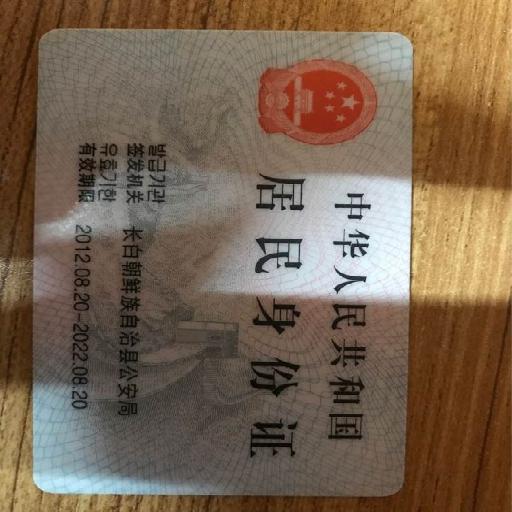 中华人民共和国
居民身份证
발급기관
签发机关 长白朝鲜族自治县公安局
유효기한
有效期限 2012.08.20-2022.08.20